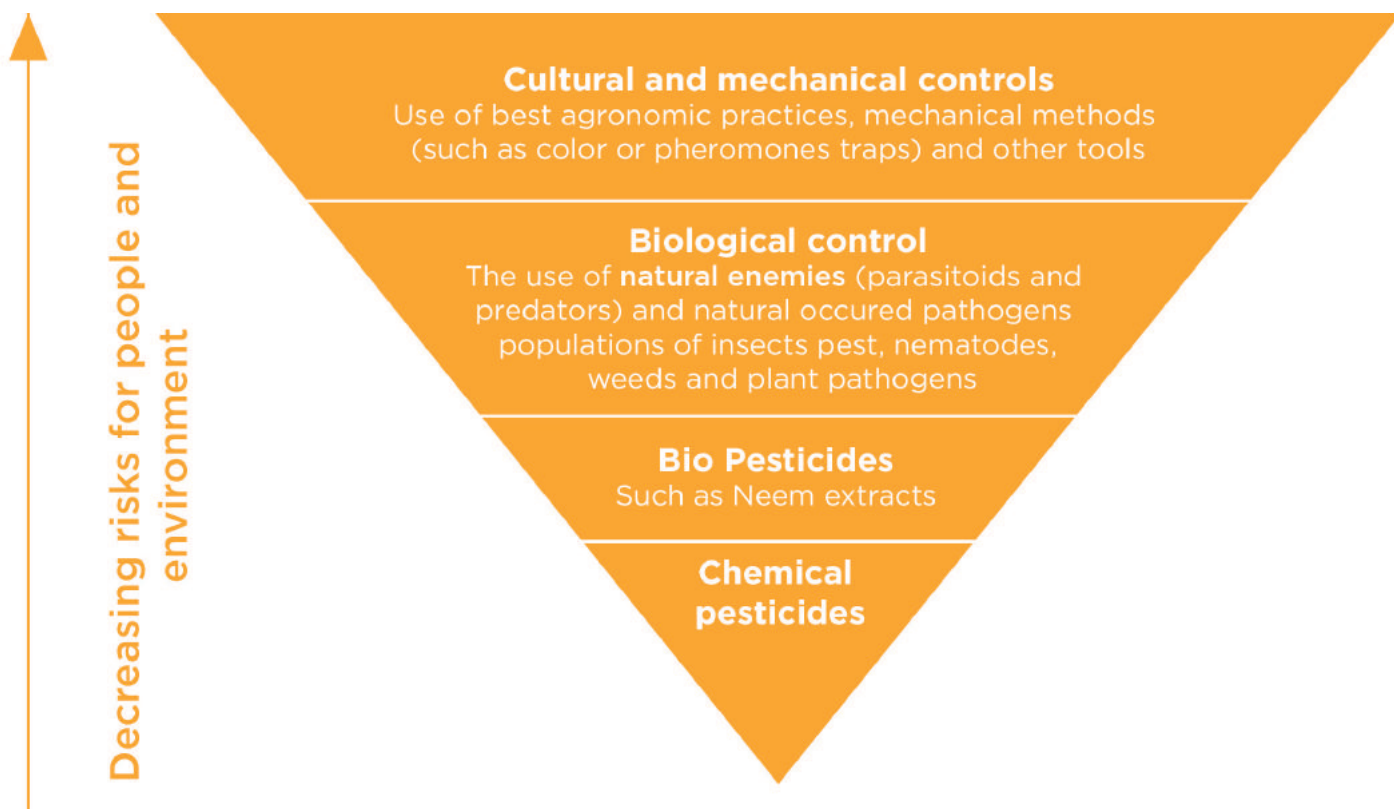 Decreasing risks for people and
environment
Cultural and mechanical controls
Use of best agronomic practices, mechanical methods
(such as color or pheromones traps) and other tools
Biological control
The use of natural enemies (parasitoids and
predators) and natural occured pathogens
populations of insects pest, nematodes,
weeds and plant pathogens
Bio Pesticides
Such as Neem extracts
Chemical
pesticides